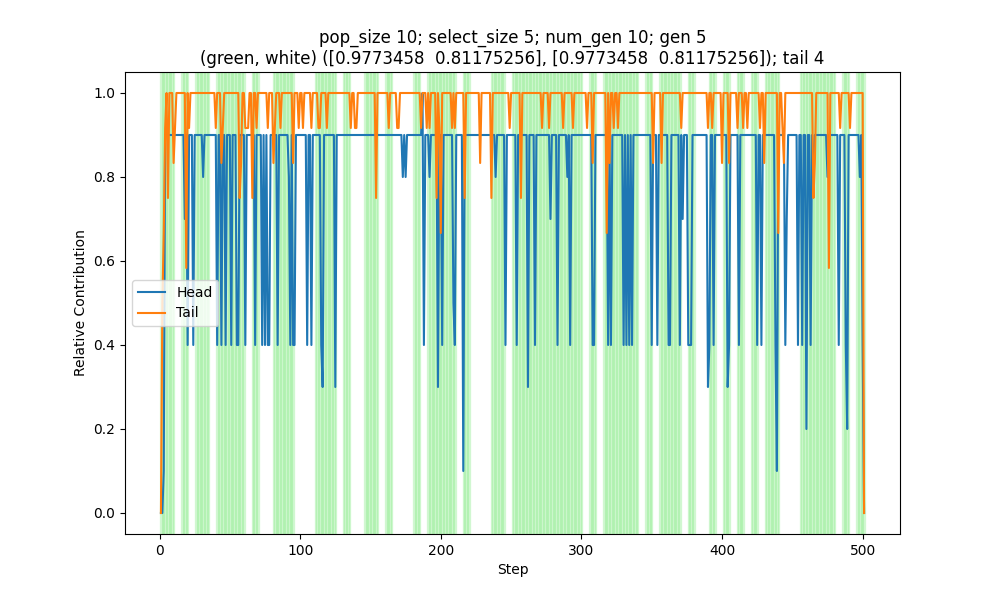 pop_size 10; select_size 5; num_gen 10; gen 5
(green, white) ([0.9773458  0.81175256], [0.9773458  0.81175256]); tail 4
1.0
0.8
0.6
0.4
0.2
0.0
Relative Contribution
Head
Tail
0 100 200 300 400 500
Step